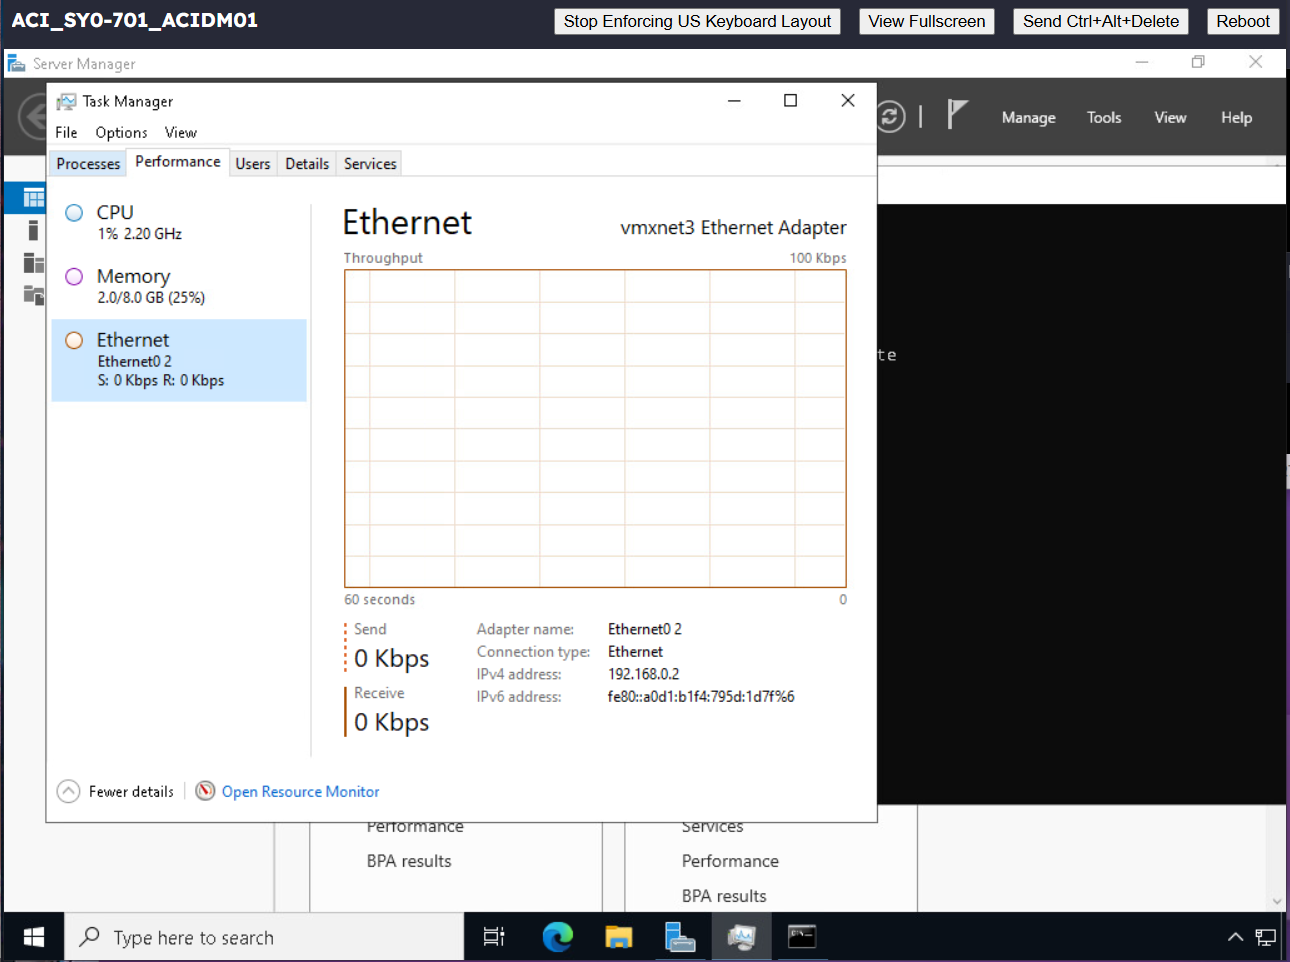 ACI_SY0-701_ACIDM01
Stop Enforcing US Keyboard Layout
View Fullscreen
Send Ctrl+Alt+Delete
Reboot
Server Manager
Manage
Tools
View
Help
Task Manager
File Options View
Processes Performance Users Details Services
CPU
1% 2.20 GHz
Memory
2.0/8.0 GB (25%)
Ethernet
Ethernet0 2
S: 0 Kbps R: 0 Kbps
Ethernet
vmxnet3 Ethernet Adapter
Throughput
100 Kbps
60 seconds
0
Send
0 Kbps
Receive
0 Kbps
Adapter name: Ethernet0 2
Connection type: Ethernet
IPv4 address: 192.168.0.2
IPv6 address: fe80::a0d1:b1f4:795d:1d7f%6
Fewer details
Open Resource Monitor
te
Performance
BPA results
Services
Performance
BPA results
Type here to search